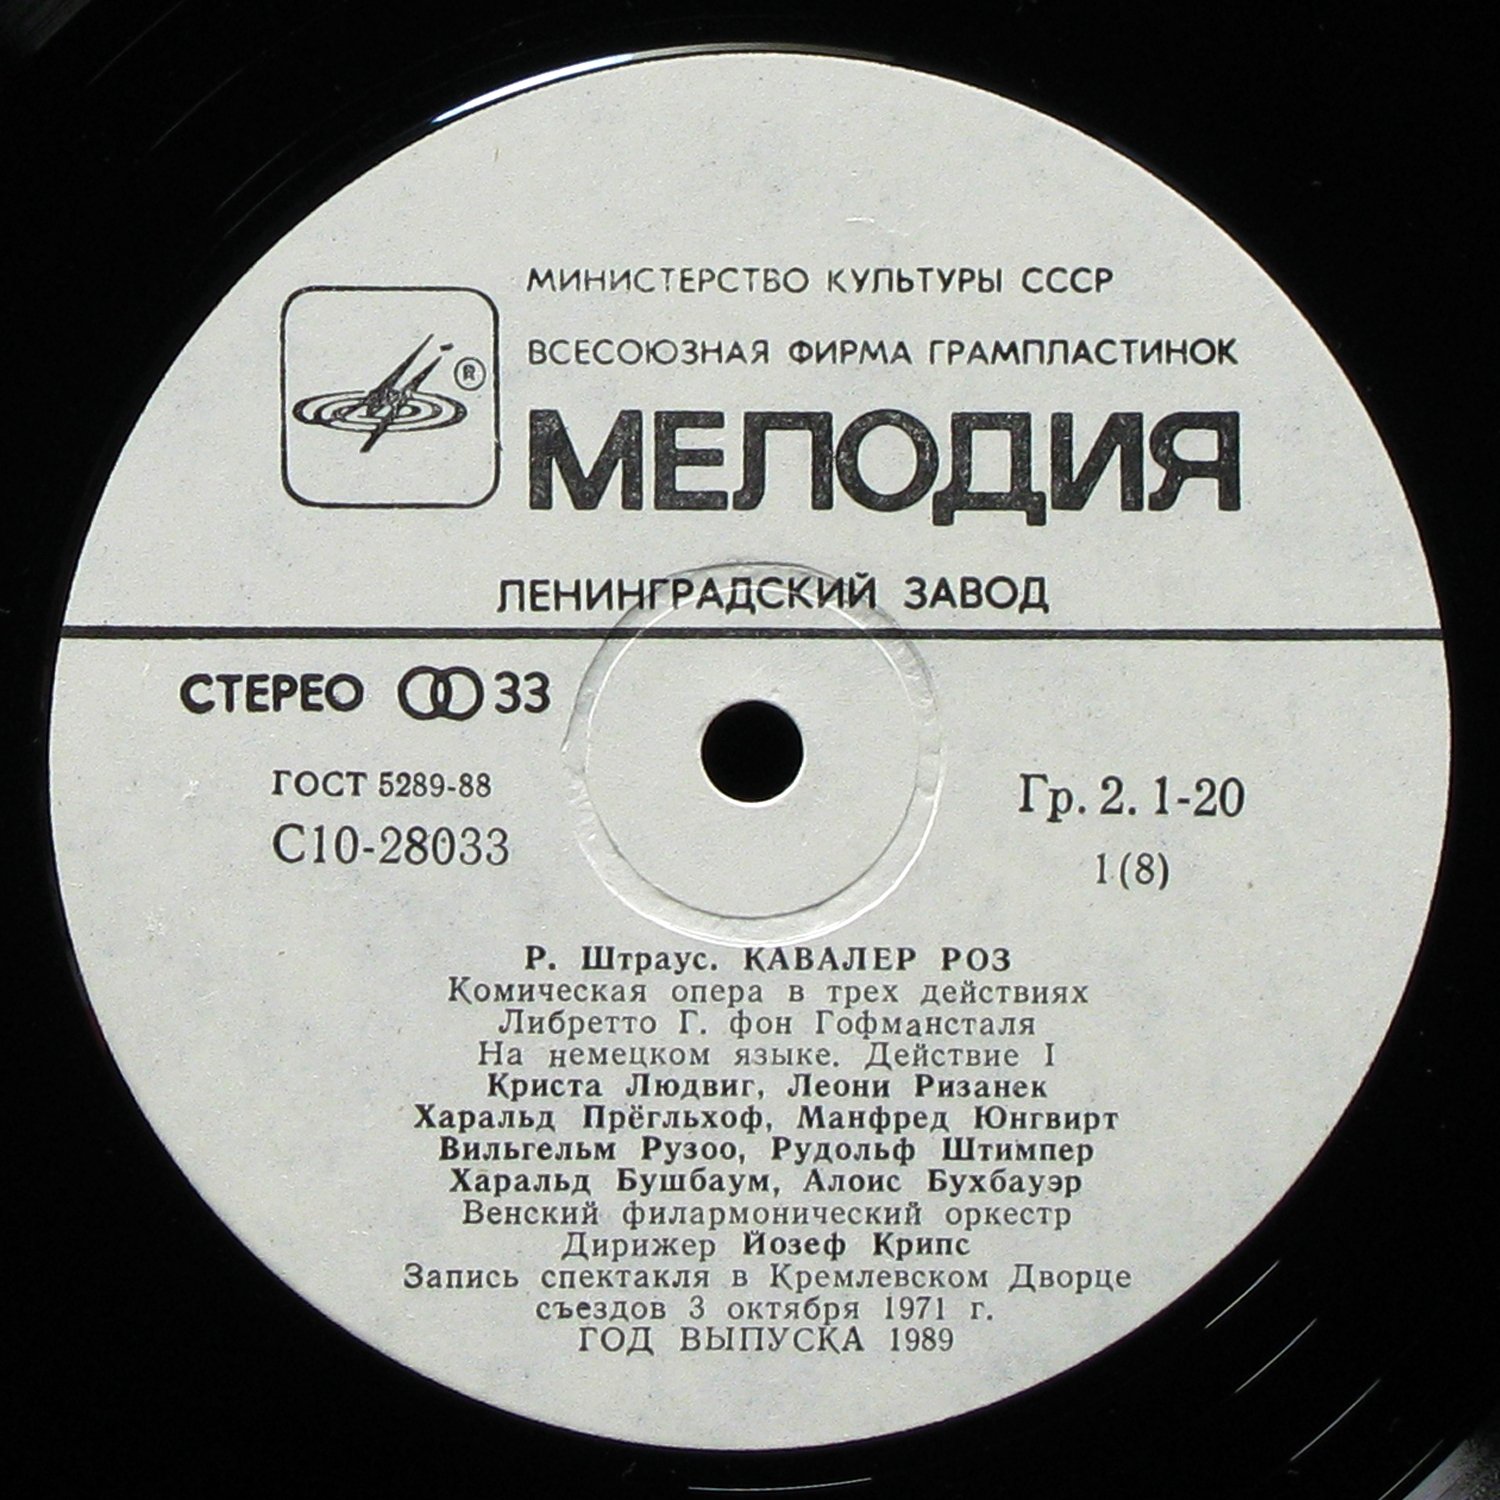 МИНИСТЕРСТВО КУЛЬТУРЫ СССР
ВСЕСОЮЗНАЯ ФИРМА ГРАМПЛАСТИНОК
®
МЕЛОДИЯ
ЛЕНИНГРАДСКИЙ ЗАВОД
СТЕРЕО 33
ГОСТ 5289-88
Гр. 2. 1-20
С10-28033
1 (8)
Р. Штраус. КАВАЛЕР РОЗ
Комическая опера в трех действиях
Либретто Г. фон Гофмансталя
На немецком языке. Действие I
Криста Людвиг, Леони Ризанек
Харальд Прёгльхоф, Манфред Юнгвирт
Вильгельм Рузоо, Рудольф Штимпер
Харальд Бушбаум, Алоис Бухбауэр
Венский филармонический оркестр
Дирижер Йозеф Крипс
Запись спектакля в Кремлевском Дворце
съездов 3 октября 1971 г.
ГОД ВЫПУСКА 1989